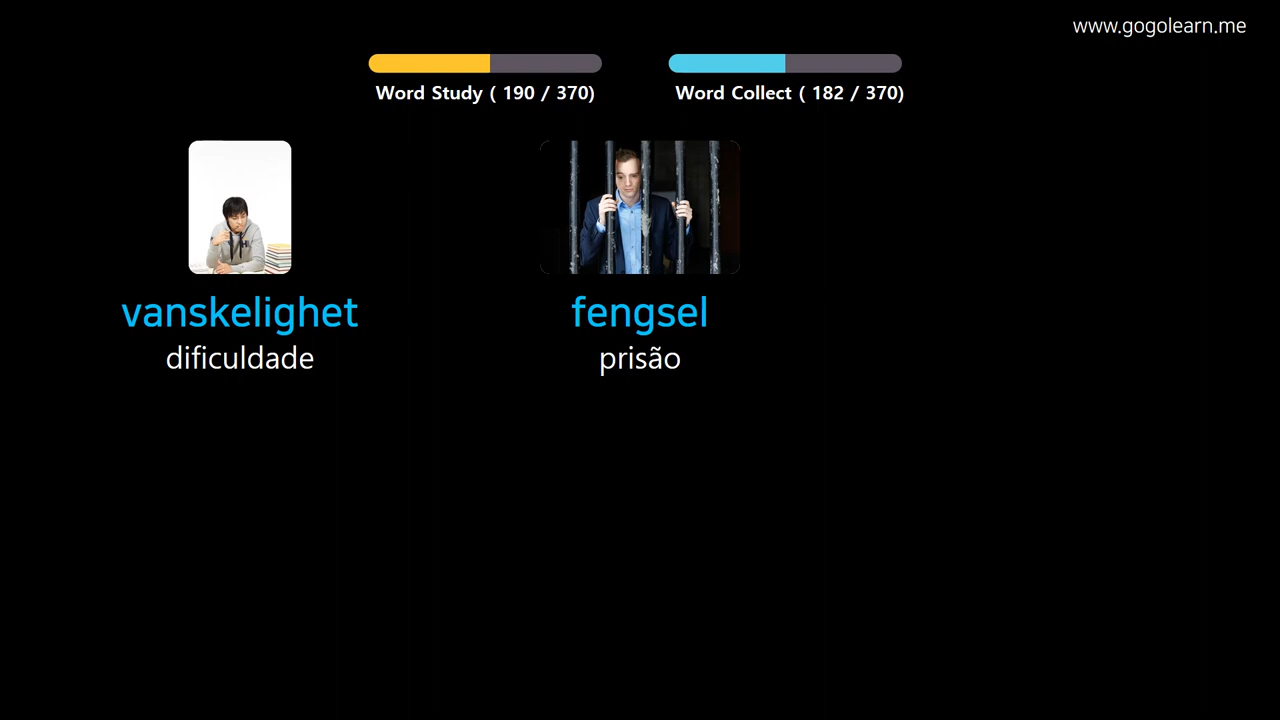 www.gogolearn.me
Word Study ( 190 / 370)
Word Collect ( 182 / 370)
vanskelighet
dificuldade
fengsel
prisão